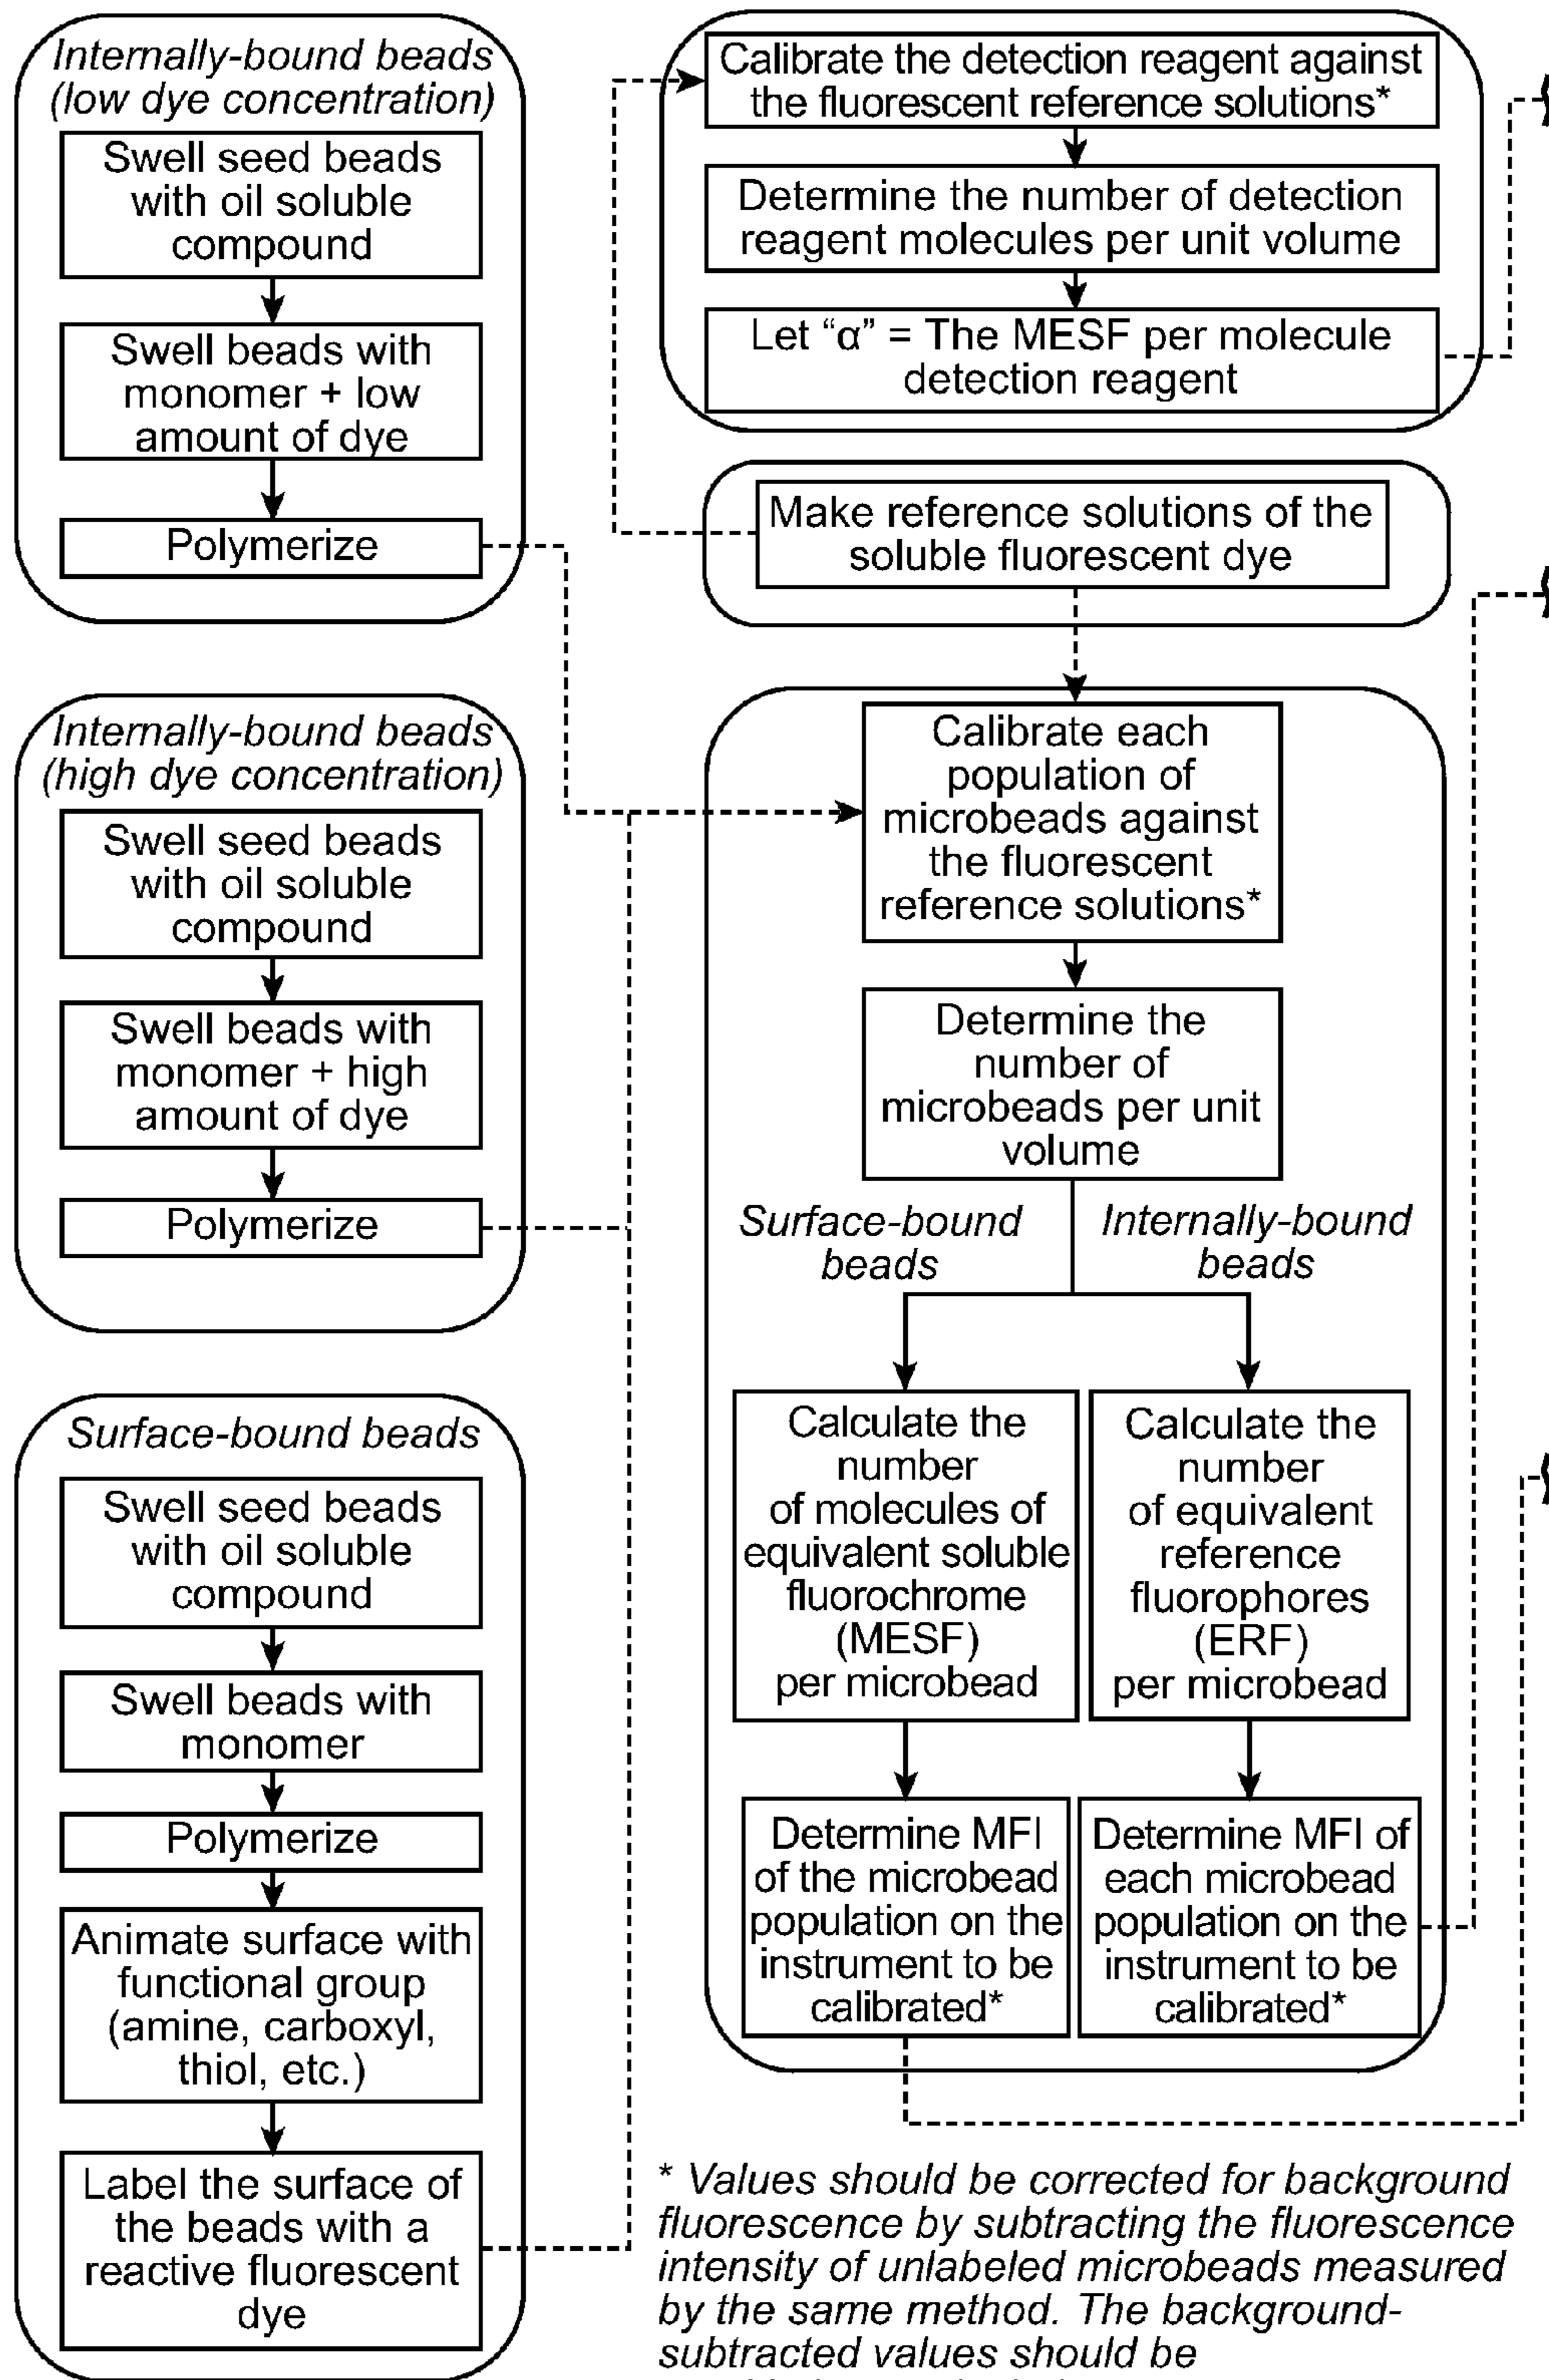 Internally-bound beads
(low dye concentration)
Swell seed beads
with oil soluble
compound
Swell beads with
monomer + low
amount of dye
Polymerize
Internally-bound beads
(high dye concentration)
Swell seed beads
with oil soluble
compound
Swell beads with
monomer + high
amount of dye
Polymerize
Surface-bound beads
Swell seed beads
with oil soluble
compound
Swell beads with
monomer
Polymerize
Animate surface with
functional group
(amine, carboxyl,
thiol, etc.)
Label the surface of
the beads with a
reactive fluorescent
dye
Calibrate the detection reagent against
the fluorescent reference solutions*
Determine the number of detection
reagent molecules per unit volume
Let “α” = The MESF per molecule
detection reagent
Make reference solutions of the
soluble fluorescent dye
Calibrate each
population of
microbeads against
the fluorescent
reference solutions*
Determine the
number of
microbeads per unit
volume
Surface-bound
beads
Internally-bound
beads
Calculate the
number
of molecules of
equivalent soluble
fluorochrome
(MESF)
per microbead
Calculate the
number
of equivalent
reference
fluorophores
(ERF)
per microbead
Determine MFI
of the microbead
population on the
instrument to be
calibrated*
Determine MFI of
each microbead
population on the
instrument to be
calibrated*
* Values should be corrected for background
fluorescence by subtracting the fluorescence
intensity of unlabeled microbeads measured
by the same method. The background-
subtracted values should be